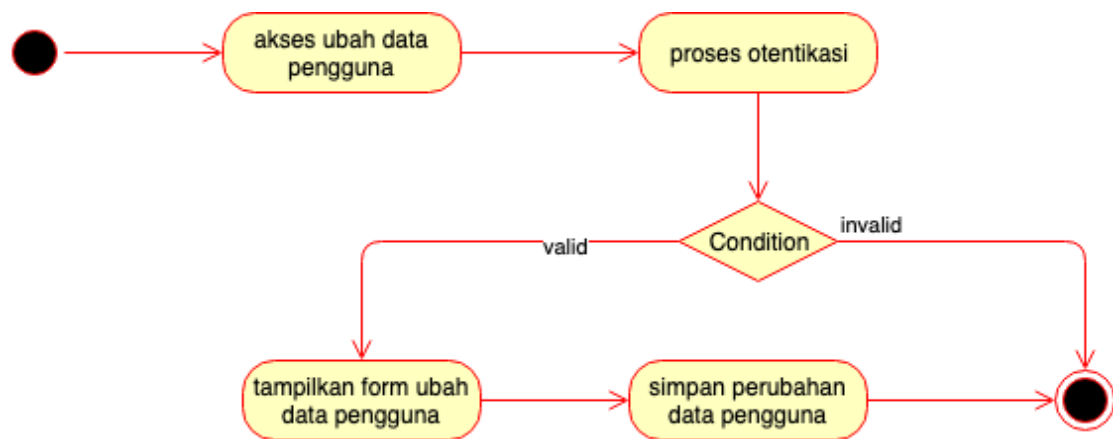 akses ubah data
pengguna
proses otentikasi
Condition
valid
invalid
tampilkan form ubah
data pengguna
simpan perubahan
data pengguna